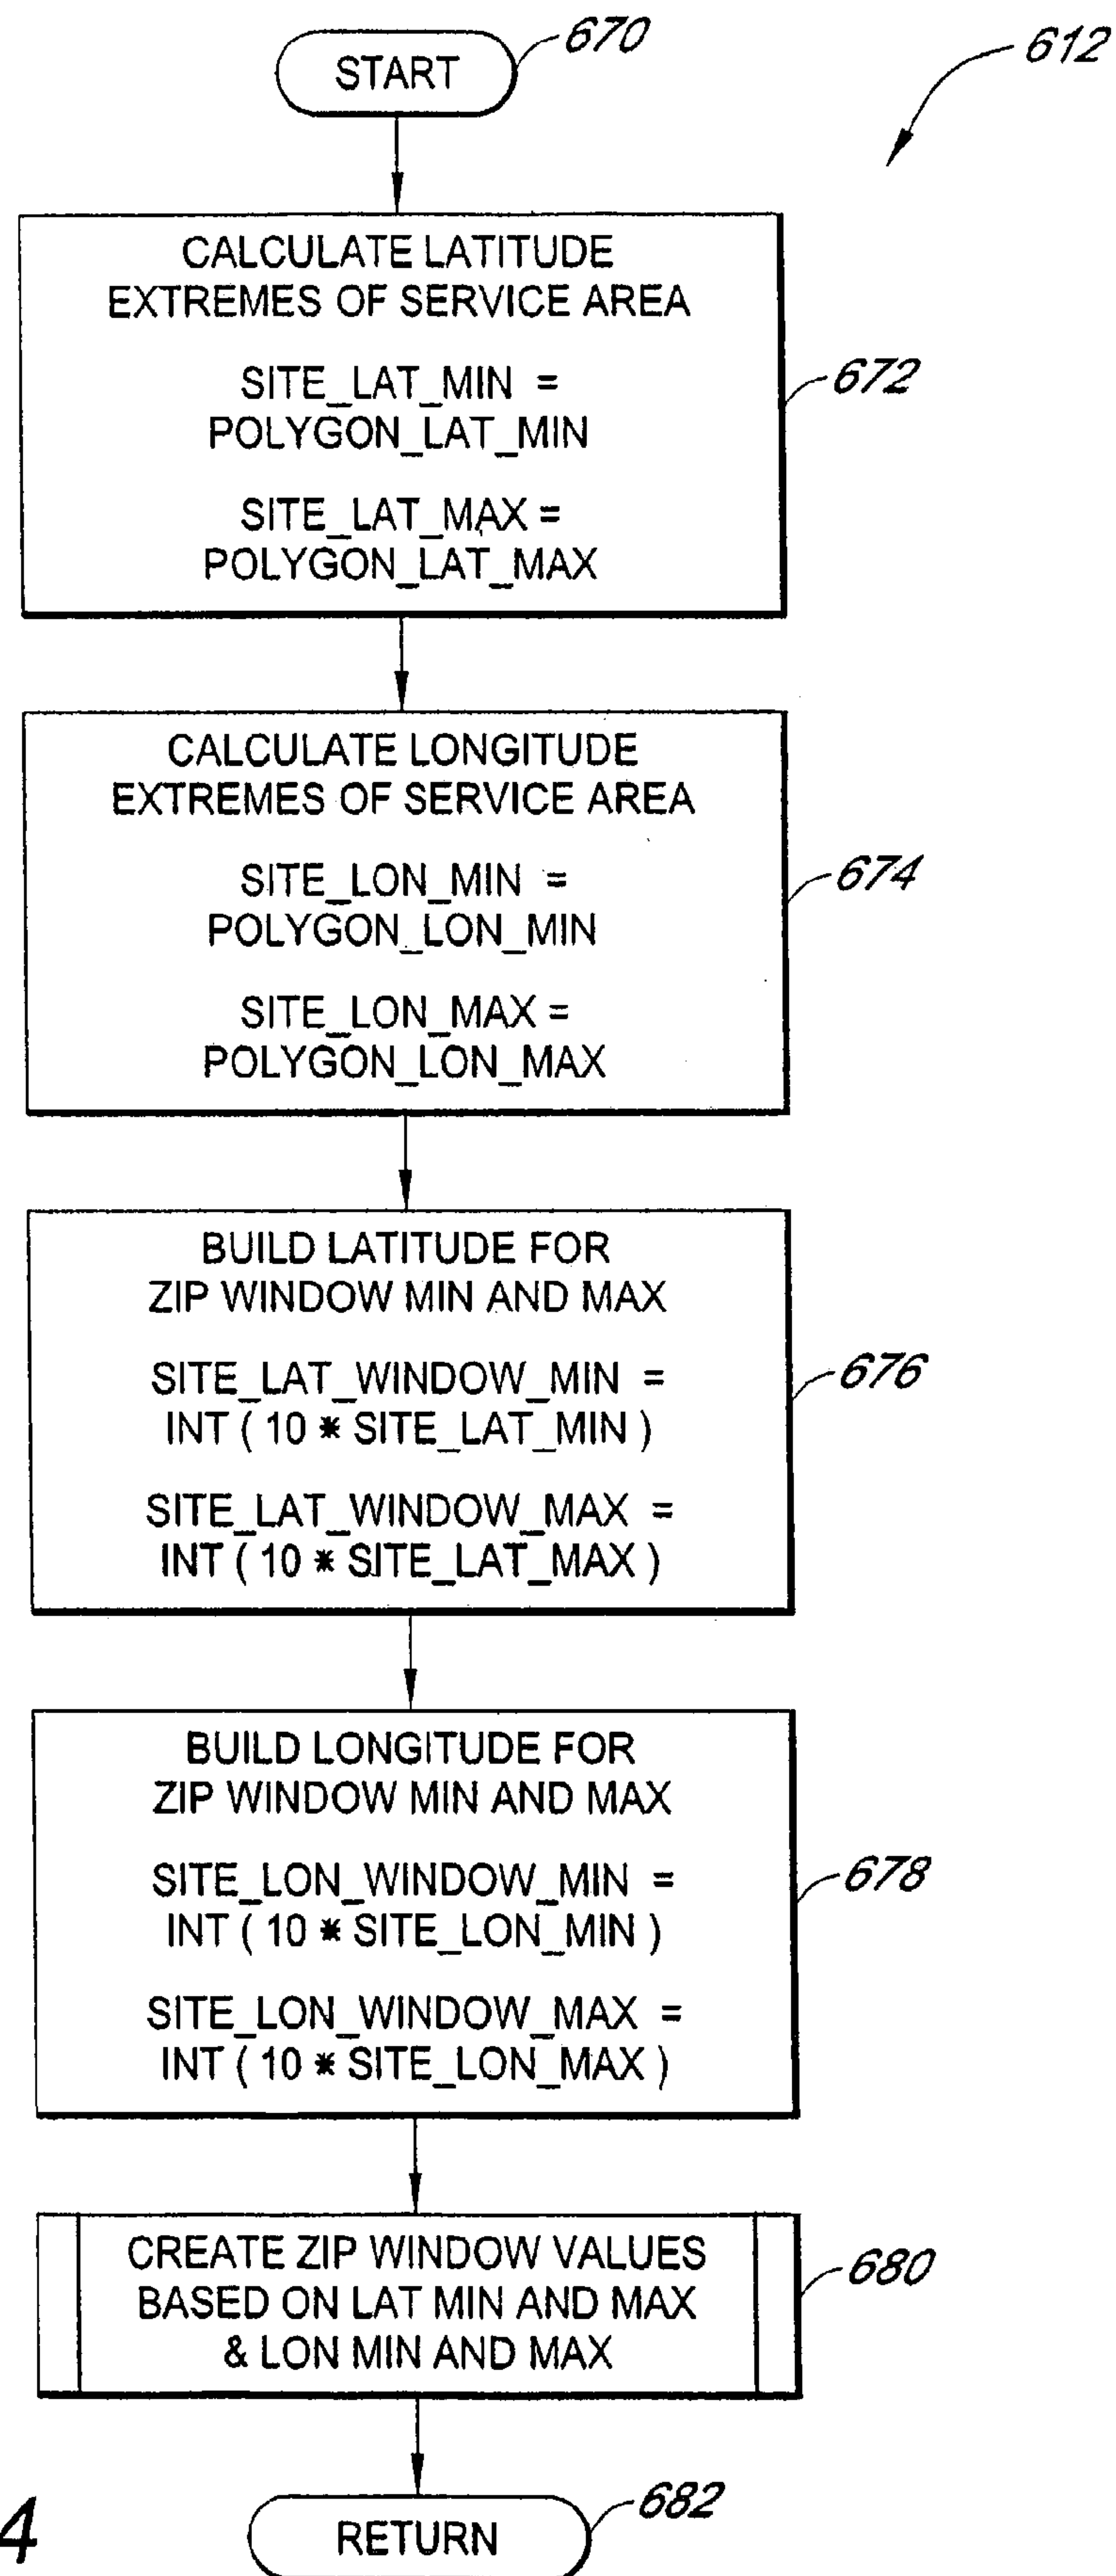 670
612
START
CALCULATE LATITUDE
EXTREMES OF SERVICE AREA
SITE_LAT_MIN =
POLYGON_LAT_MIN
SITE_LAT_MAX =
POLYGON_LAT_MAX
672
CALCULATE LONGITUDE
EXTREMES OF SERVICE AREA
SITE_LON_MIN =
POLYGON_LON_MIN
SITE_LON_MAX =
POLYGON_LON_MAX
674
BUILD LATITUDE FOR
ZIP WINDOW MIN AND MAX
SITE_LAT_WINDOW_MIN =
INT ( 10 * SITE_LAT_MIN )
SITE_LAT_WINDOW_MAX =
INT ( 10 * SITE_LAT_MAX )
676
BUILD LONGITUDE FOR
ZIP WINDOW MIN AND MAX
SITE_LON_WINDOW_MIN =
INT ( 10 * SITE_LON_MIN )
SITE_LON_WINDOW_MAX =
INT ( 10 * SITE_LON_MAX )
678
CREATE ZIP WINDOW VALUES
BASED ON LAT MIN AND MAX
& LON MIN AND MAX
680
682
RETURN
4